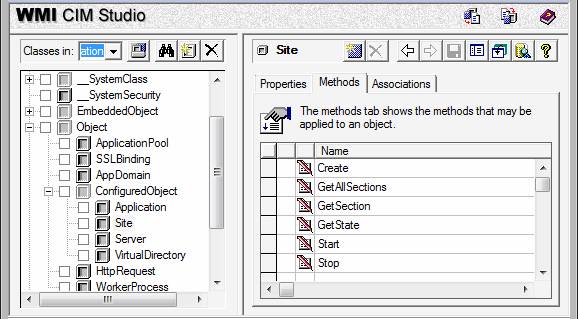 WMI CIM Studio
Classes in: ation
__SystemClass
__SystemSecurity
EmbeddedObject
Object
ApplicationPool
SSLBinding
AppDomain
ConfiguredObject
Application
Site
Server
VirtualDirectory
HttpRequest
WorkerProcess
Site
Properties Methods Associations
The methods tab shows the methods that may be
applied to an object.
Name
Create
GetAllSections
GetSection
GetState
Start
Stop